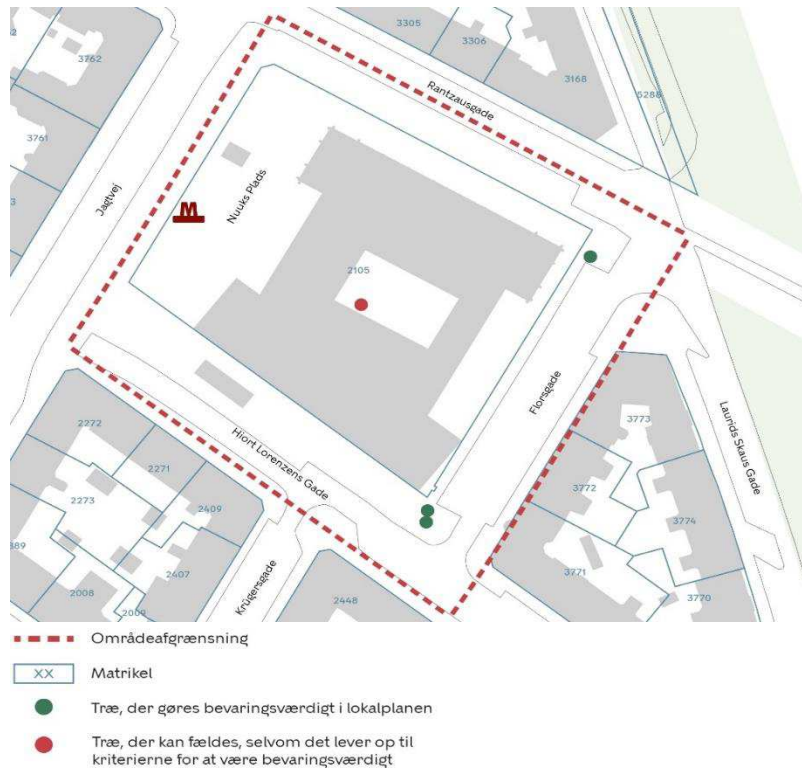 3762
3305
3306
3168
5288
Rantzausgade
3761
Jagtvej
Nuuks Plads
M
2105
Florsgade
Laurids Skaus Gade
2272
2271
2273
2409
Hiort Lorenzens Gade
3773
3772
3774
2407
2008
2009
Krügersgade
2448
3771
3770
Områdeafgrænsning
XX Matrikel
Træ, der gøres bevaringsværdigt i lokalplanen
Træ, der kan fældes, selvom det lever op til
kriterierne for at være bevaringsværdigt